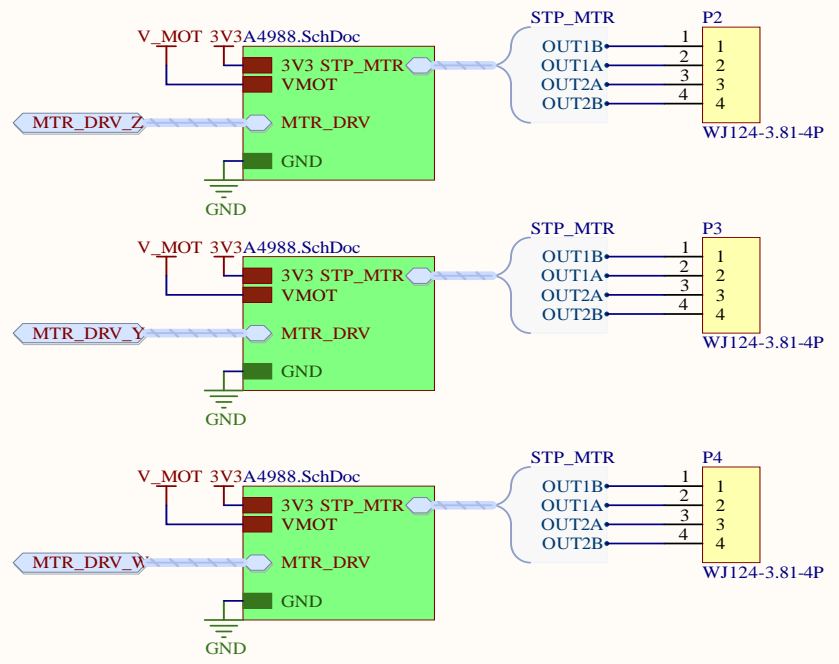 STP_MTR P2
V_MOT 3V3 A4988.SchDoc
OUT1B 1 1
3V3 STP_MTR OUT1A 2 2
VMOT OUT2A 3 3
OUT2B 4 4
MTR_DRV_Z MTR_DRV
WJ124-3.81-4P
GND
GND
STP_MTR P3
V_MOT 3V3 A4988.SchDoc
OUT1B 1 1
3V3 STP_MTR OUT1A 2 2
VMOT OUT2A 3 3
OUT2B 4 4
MTR_DRV_Y MTR_DRV
WJ124-3.81-4P
GND
GND
STP_MTR P4
V_MOT 3V3 A4988.SchDoc
OUT1B 1 1
3V3 STP_MTR OUT1A 2 2
VMOT OUT2A 3 3
OUT2B 4 4
MTR_DRV_W MTR_DRV
WJ124-3.81-4P
GND
GND